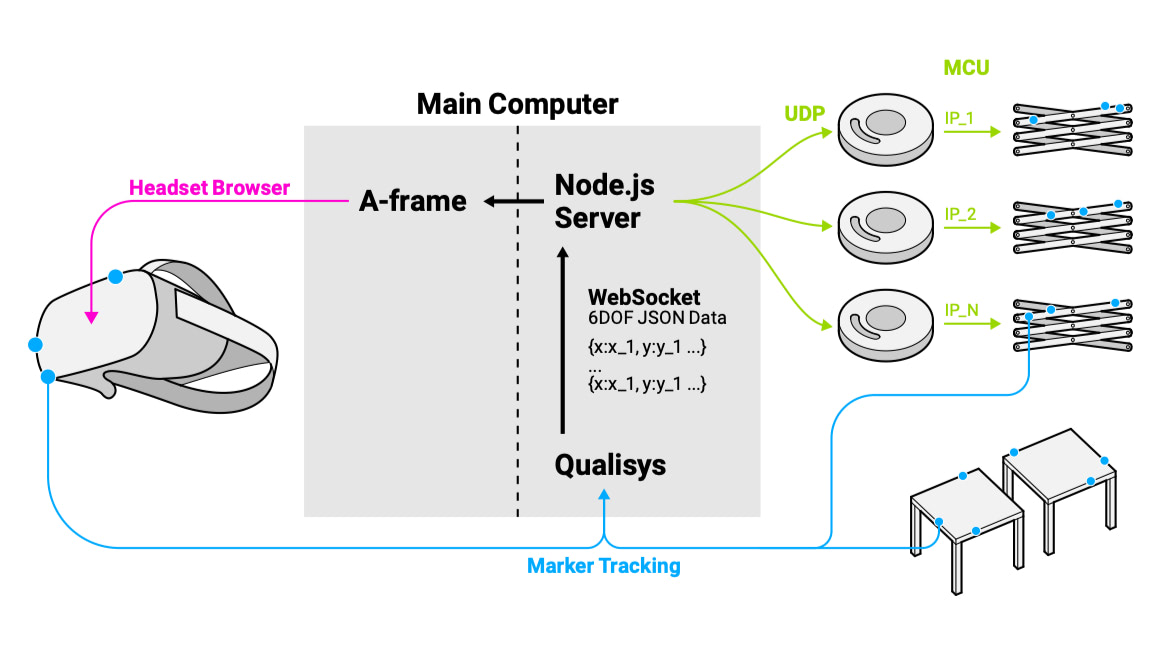 MCU
Main Computer
UDP
IP_1
Headset Browser
A-frame
Node.js
Server
IP_2
WebSocket
6DOF JSON Data
{x:x_1, y:y_1 ...}
...
{x:x_1, y:y_1 ...}
IP_N
Qualisys
Marker Tracking